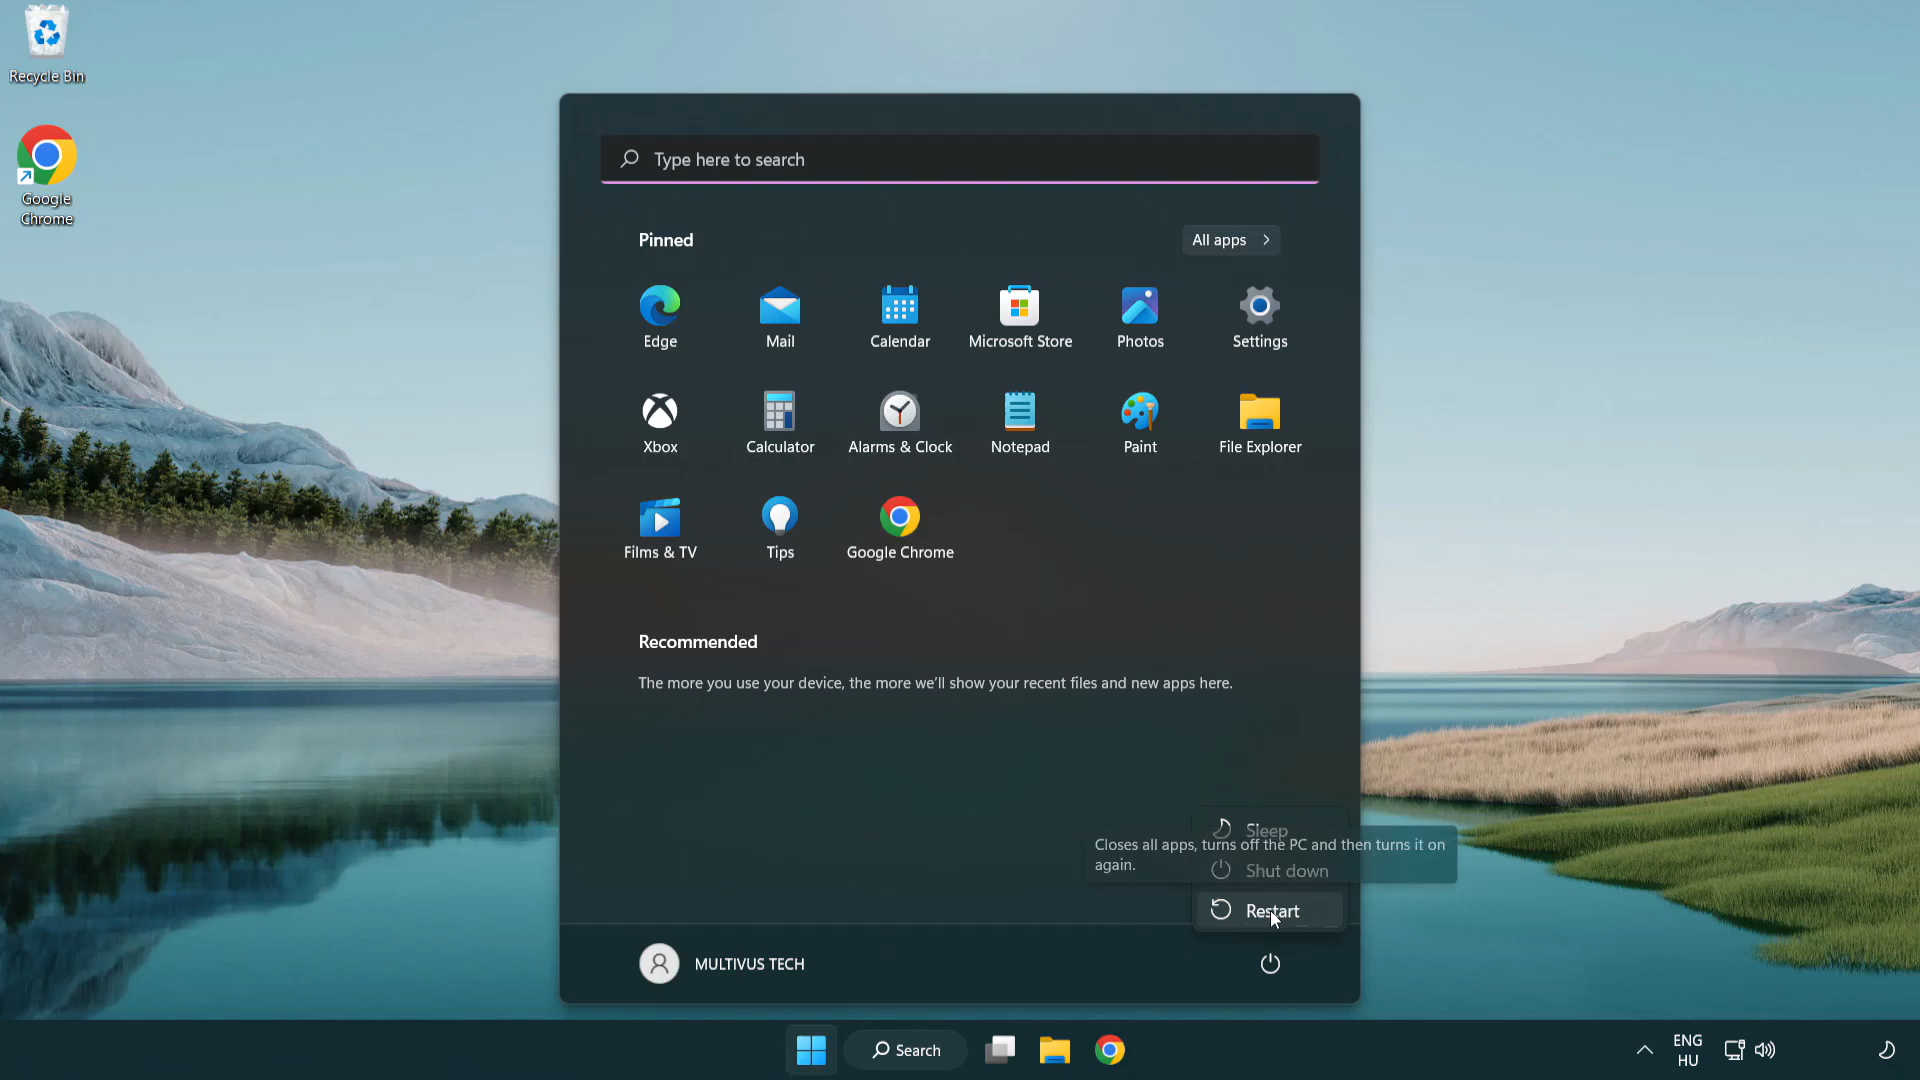 Recycle Bin
Google
Chrome
Type here to search
Pinned
All apps
Edge
Mail
Calendar
Microsoft Store
Photos
Settings
Xbox
Calculator
Alarms & Clock
Notepad
Paint
File Explorer
Films & TV
Tips
Google Chrome
Recommended
The more you use your device, the more we'll show your recent files and new apps here.
Sleep
Closes all apps, turns off the PC and then turns it on
again.
Shut down
Restart
MULTIVUS TECH
Search
ENG
HU